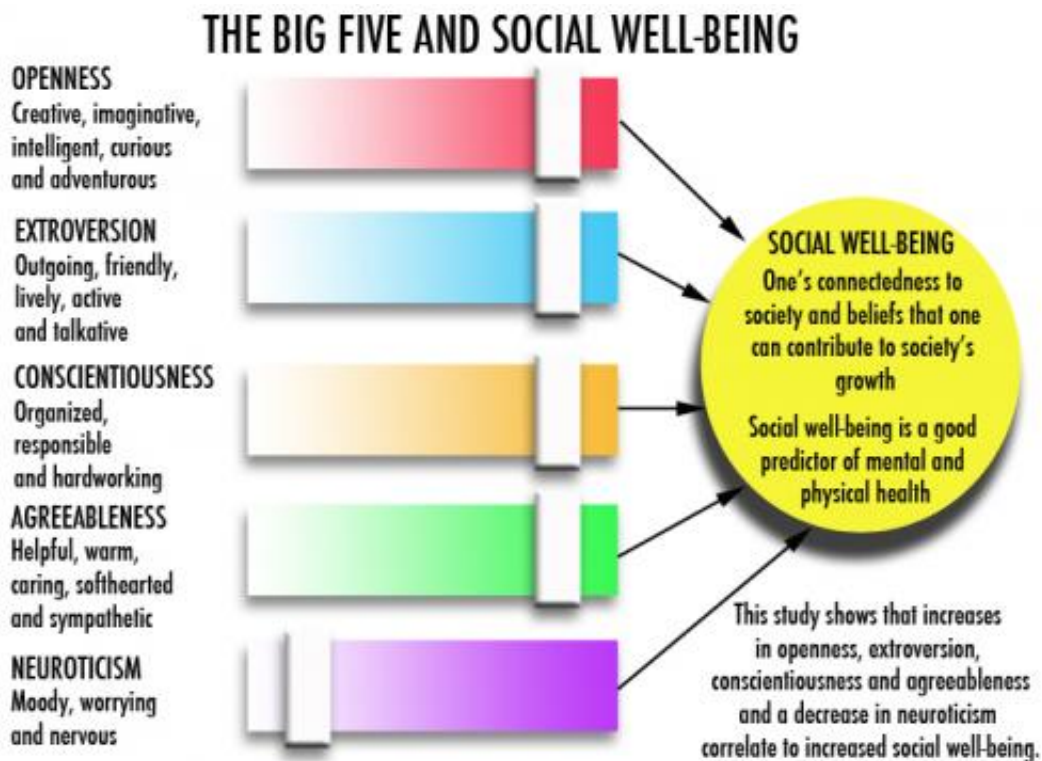 THE BIG FIVE AND SOCIAL WELL-BEING
OPENNESS
Creative, imaginative,
intelligent, curious
and adventurous
EXTROVERSION
Outgoing, friendly,
lively, active
and talkative
CONSCIENTIOUSNESS
Organized,
responsible
and hardworking
AGREEABLENESS
Helpful, warm,
caring, softhearted
and sympathetic
NEUROTICISM
Moody, worrying
and nervous
SOCIAL WELL-BEING
One's connectedness to
society and beliefs that one
can contribute to society's
growth
Social well-being is a good
predictor of mental and
physical health
This study shows that increases
in openness, extroversion,
conscientiousness and agreeableness
and a decrease in neuroticism
correlate to increased social well-being.